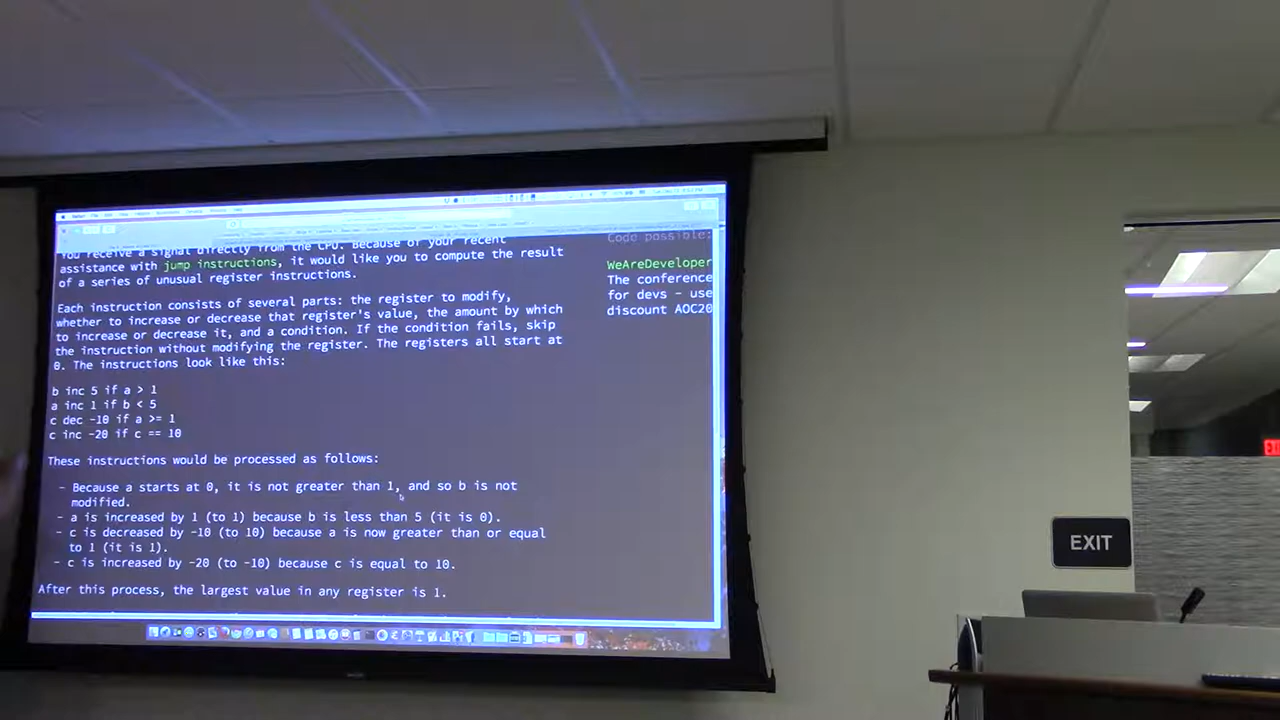 You receive a signal directly from the CPU. Because of your recent
assistance with jump instructions, it would like you to compute the result
of a series of unusual register instructions.
Each instruction consists of several parts: the register to modify,
whether to increase or decrease that register's value, the amount by which
to increase or decrease it, and a condition. If the condition fails, skip
the instruction without modifying the register. The registers all start at
0. The instructions look like this:
b inc 5 if a > 1
a inc 1 if b < 5
c dec -10 if a >= 1
c inc -20 if c == 10
These instructions would be processed as follows:
- Because a starts at 0, it is not greater than 1, and so b is not
modified.
- a is increased by 1 (to 1) because b is less than 5 (it is 0).
- c is decreased by -10 (to 10) because a is now greater than or equal
to 1 (it is 1).
- c is increased by -20 (to -10) because c is equal to 10.
After this process, the largest value in any register is 1.
Code possible:
WeAreDeveloper
The conference
for devs - use
discount AOC20
EXIT